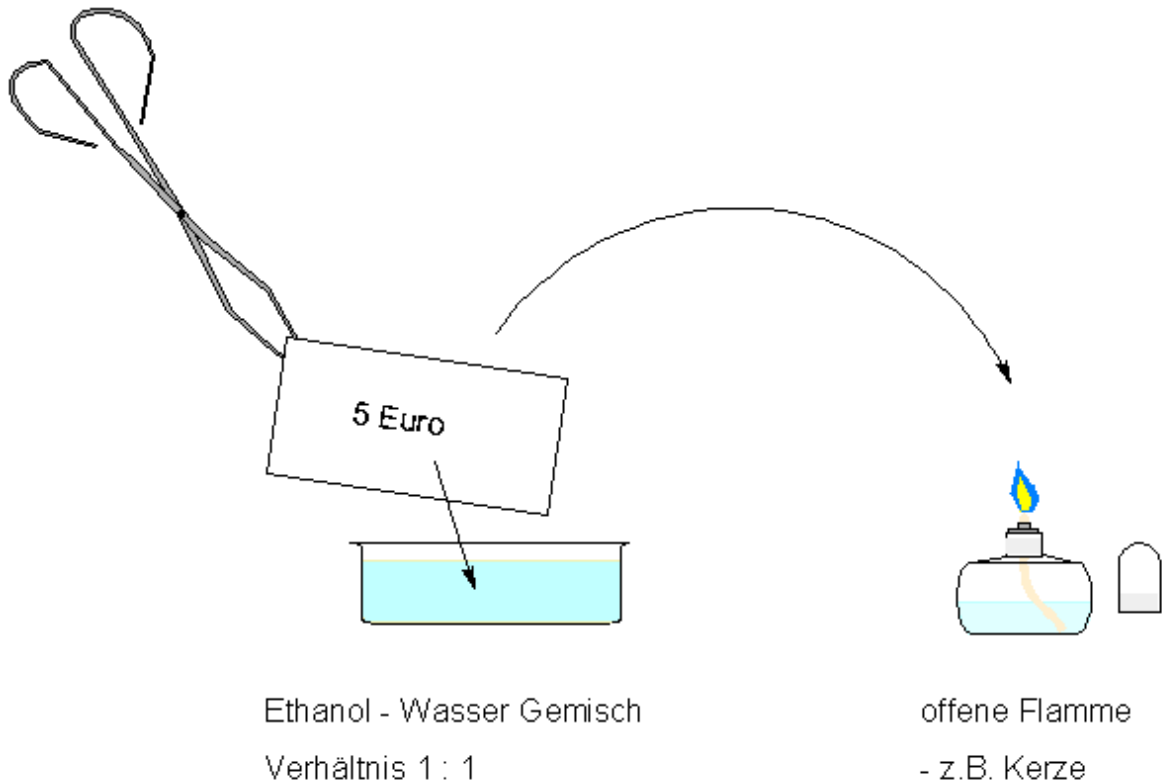 5 Euro
Ethanol - Wasser Gemisch
Verhältnis 1 : 1
offene Flamme
- z.B. Kerze